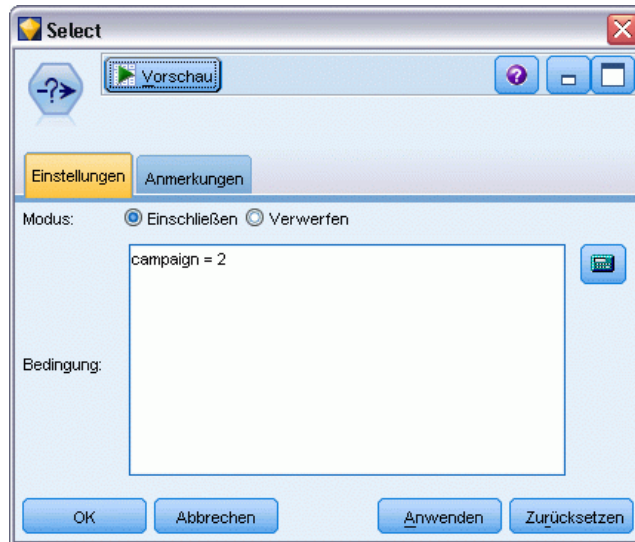 Select
-?➤
Vorschau
?
Einstellungen
Anmerkungen
Modus:
Einschließen
Verwerfen
campaign = 2
Bedingung:
OK
Abbrechen
Anwenden
Zurücksetzen